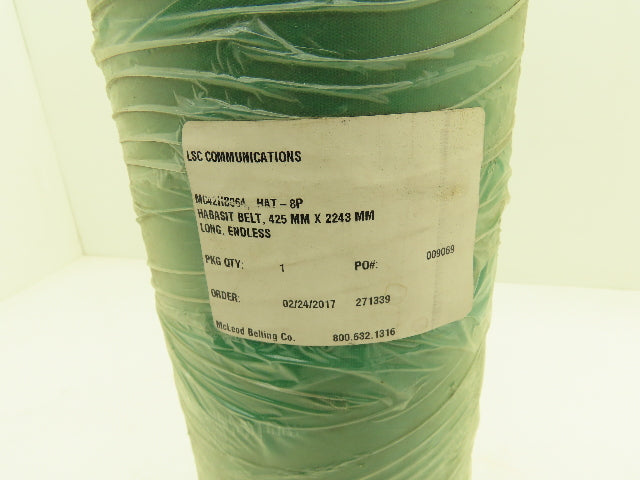 LSC COMMUNICATIONS
HAT - 8P
HABASIT BELT, 425 MM X 2243 MM
LONG, ENDLESS
PKG QTY: 1 PO#: 009069
ORDER: 02/24/2017 271339
McLeod Belting Co. 800.632.1316